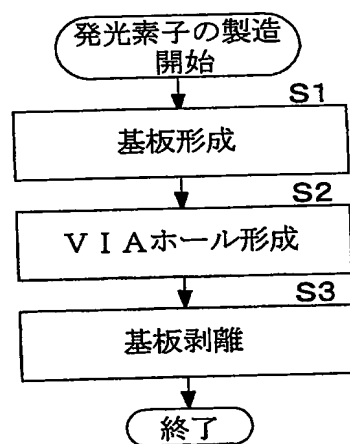 発光素子の製造
開始
S1
基板形成
S2
ＶＩＡホール形成
S3
基板剥離
終了